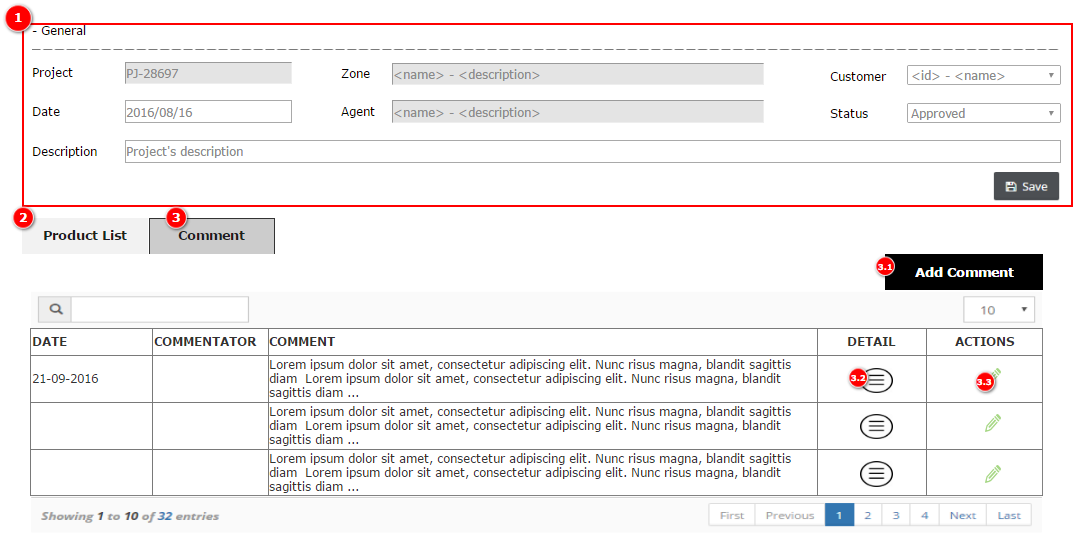 1
- General
Project PJ-28697 Zone <name> - <description> Customer <id> - <name>
Date 2016/08/16 Agent <name> - <description> Status Approved
Description Project's description
Save
2 3
Product List Comment
3.1 Add Comment
10
DATE COMMENTATOR COMMENT DETAIL ACTIONS
Lorem ipsum dolor sit amet, consectetur adipiscing elit. Nunc risus magna, blandit sagittis
21-09-2016 diam Lorem ipsum dolor sit amet, consectetur adipiscing elit. Nunc risus magna, blandit 3.2 3.3
sagittis diam ...
Lorem ipsum dolor sit amet, consectetur adipiscing elit. Nunc risus magna, blandit sagittis
diam Lorem ipsum dolor sit amet, consectetur adipiscing elit. Nunc risus magna, blandit
sagittis diam ...
Lorem ipsum dolor sit amet, consectetur adipiscing elit. Nunc risus magna, blandit sagittis
diam Lorem ipsum dolor sit amet, consectetur adipiscing elit. Nunc risus magna, blandit
sagittis diam ...
Showing 1 to 10 of 32 entries First Previous 1 2 3 4 Next Last